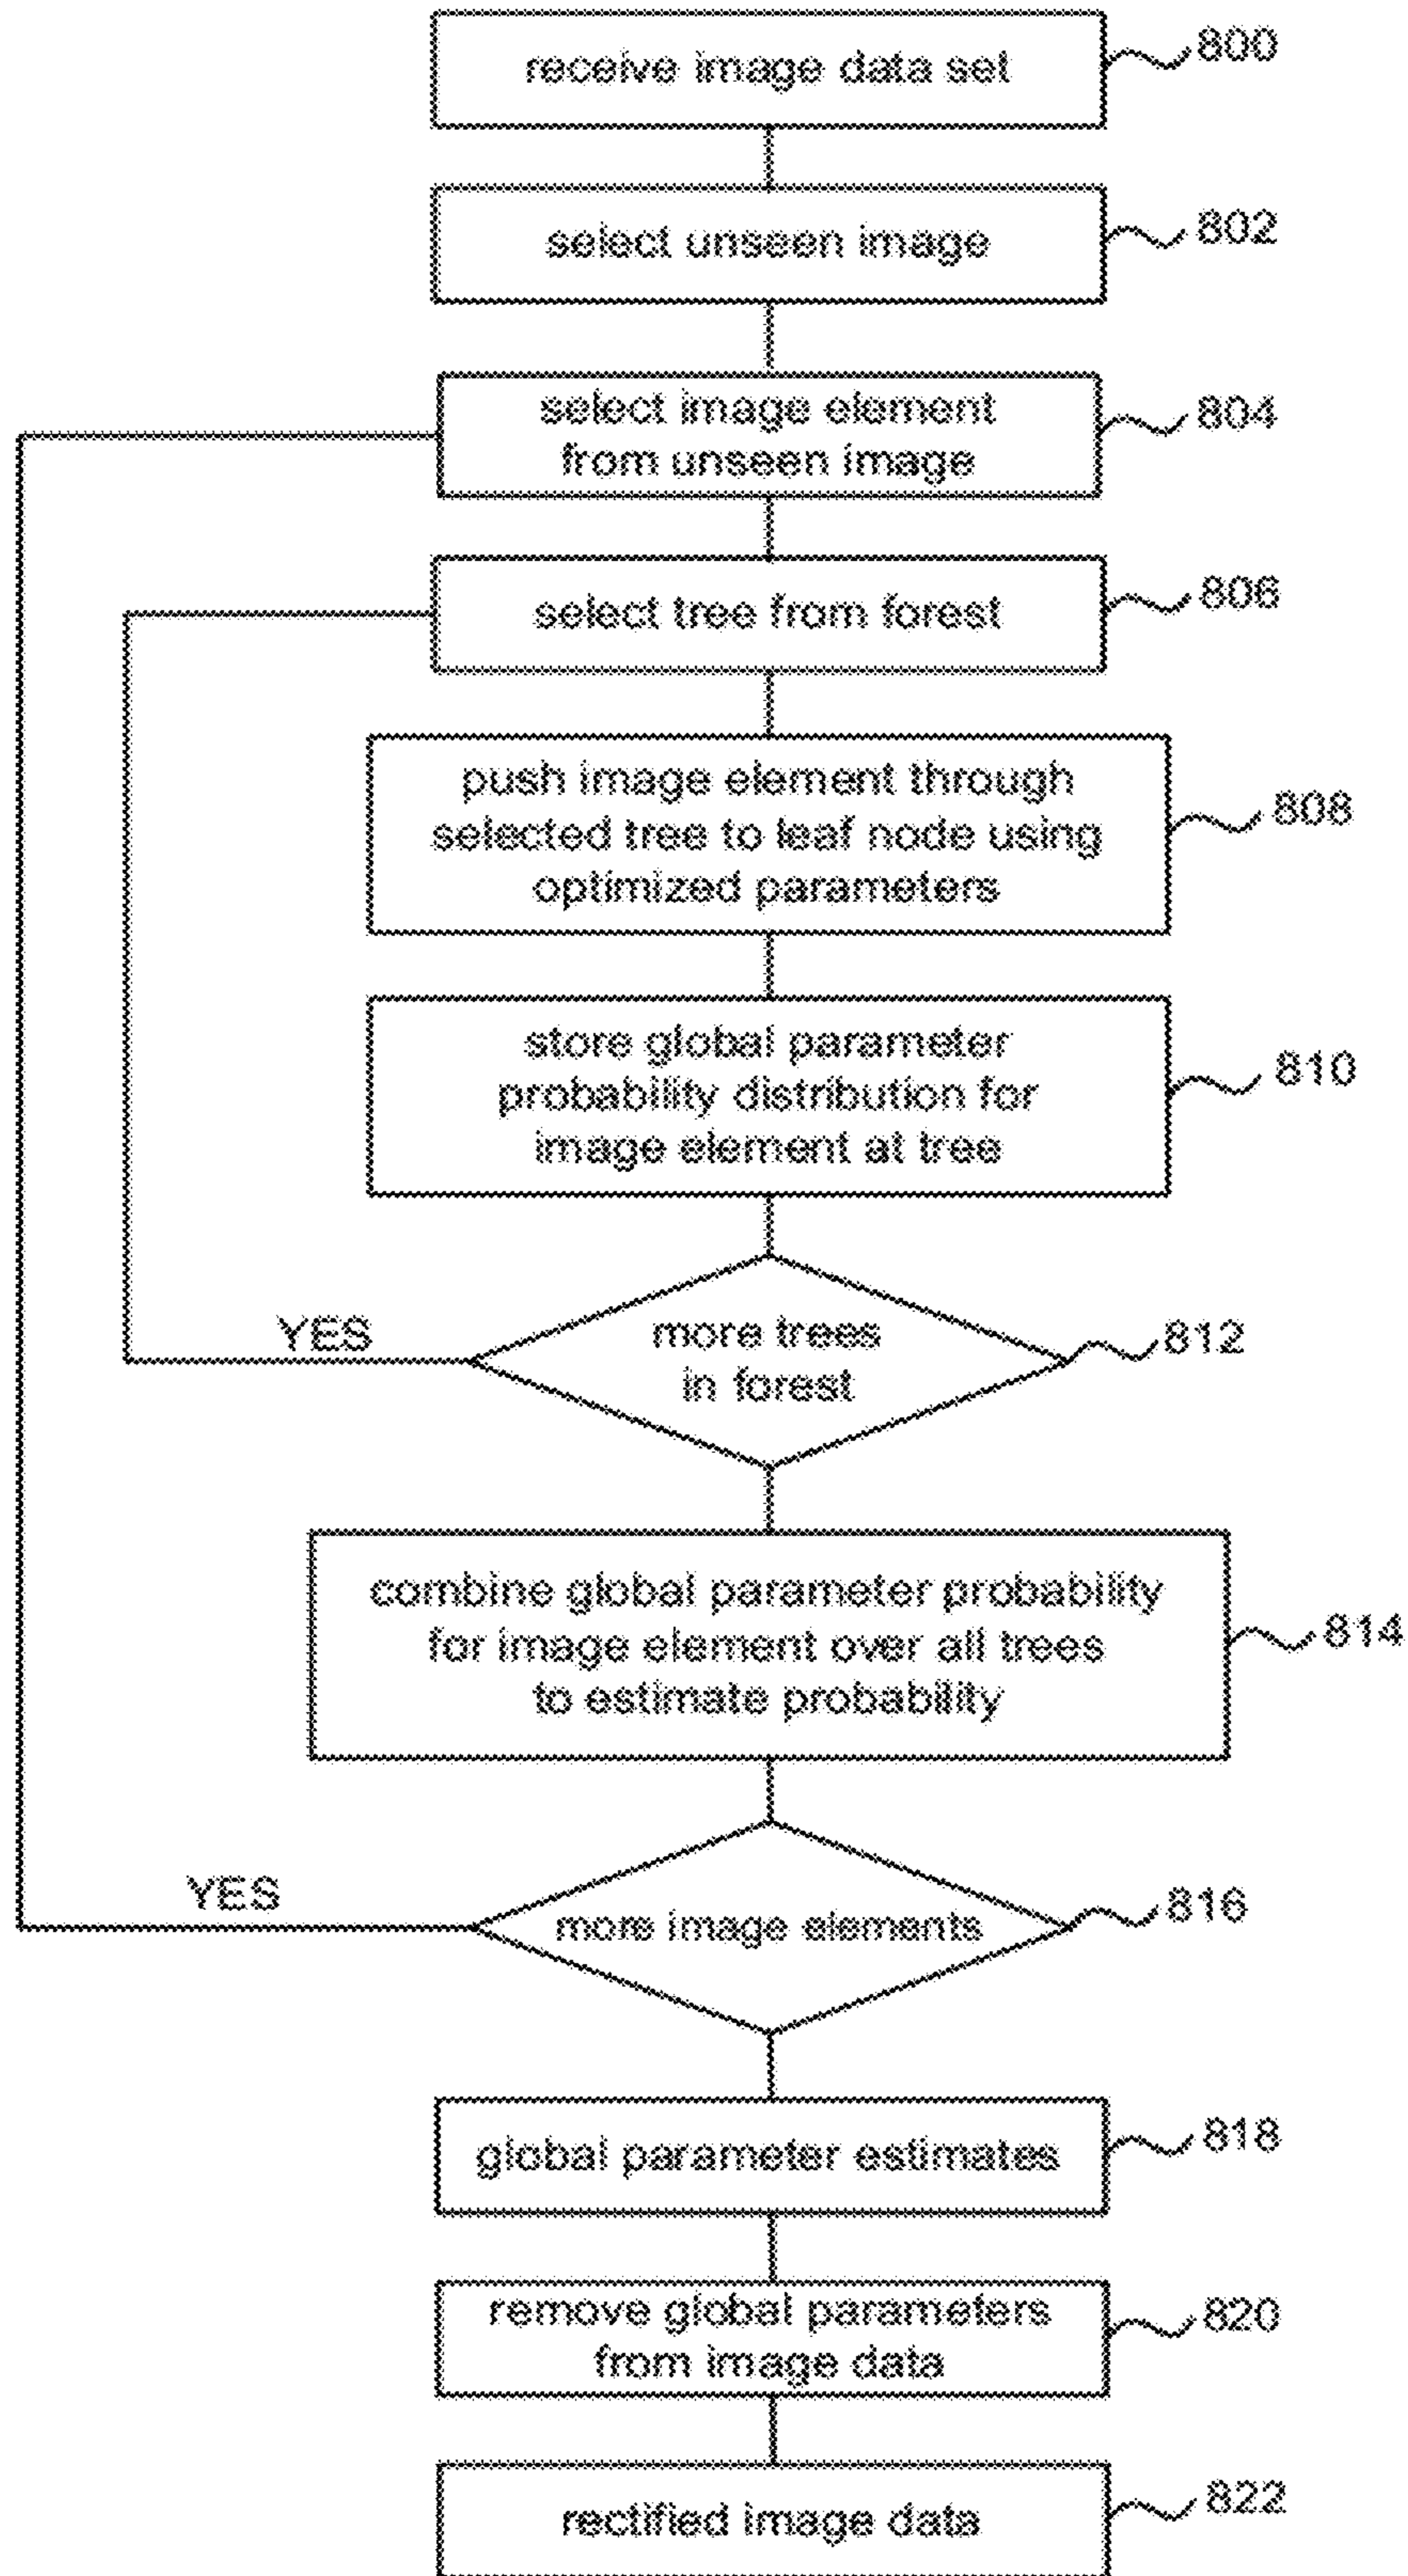 receive image data set
800
select unseen image
802
select image element
from unseen image
804
select tree from forest
806
push image element through
selected tree to leaf node using
optimized parameters
808
store global parameter
probability distribution for
image element at tree
810
YES
more trees
in forest
812
combine global parameter probability
for image element over all trees
to estimate probability
814
YES
more image elements
816
global parameter estimates
818
remove global parameters
from image data
820
rectified image data
822